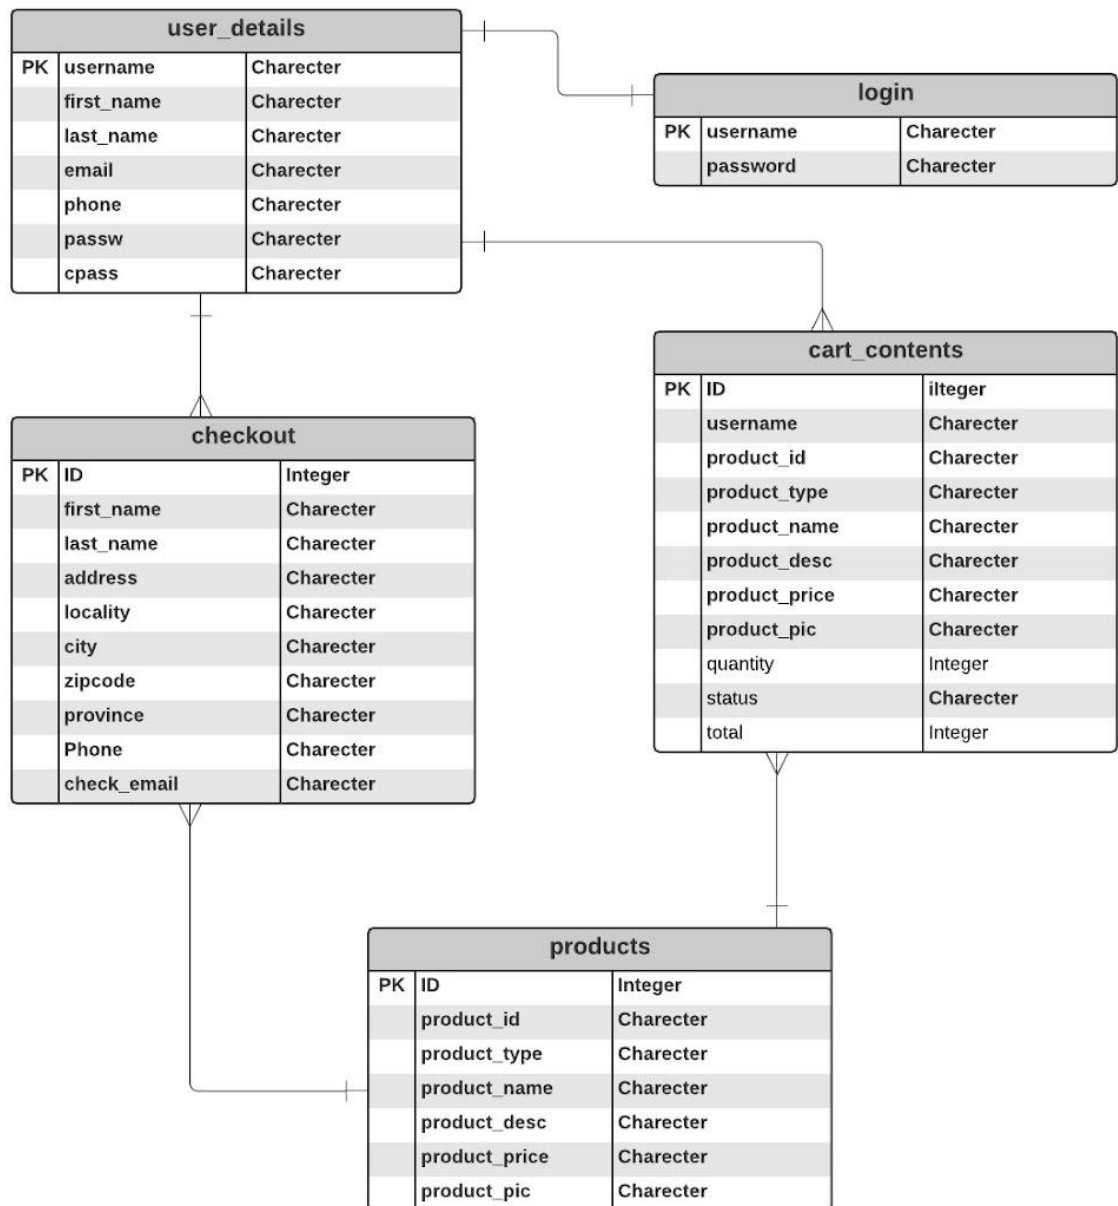 user_details
PK username Charecter
first_name Charecter
last_name Charecter
email Charecter
phone Charecter
passw Charecter
cpass Charecter
login
PK username Charecter
password Charecter
cart_contents
PK ID ilteger
username Charecter
product_id Charecter
product_type Charecter
product_name Charecter
product_desc Charecter
product_price Charecter
product_pic Charecter
quantity Integer
status Charecter
total Integer
checkout
PK ID Integer
first_name Charecter
last_name Charecter
address Charecter
locality Charecter
city Charecter
zipcode Charecter
province Charecter
Phone Charecter
check_email Charecter
products
PK ID Integer
product_id Charecter
product_type Charecter
product_name Charecter
product_desc Charecter
product_price Charecter
product_pic Charecter